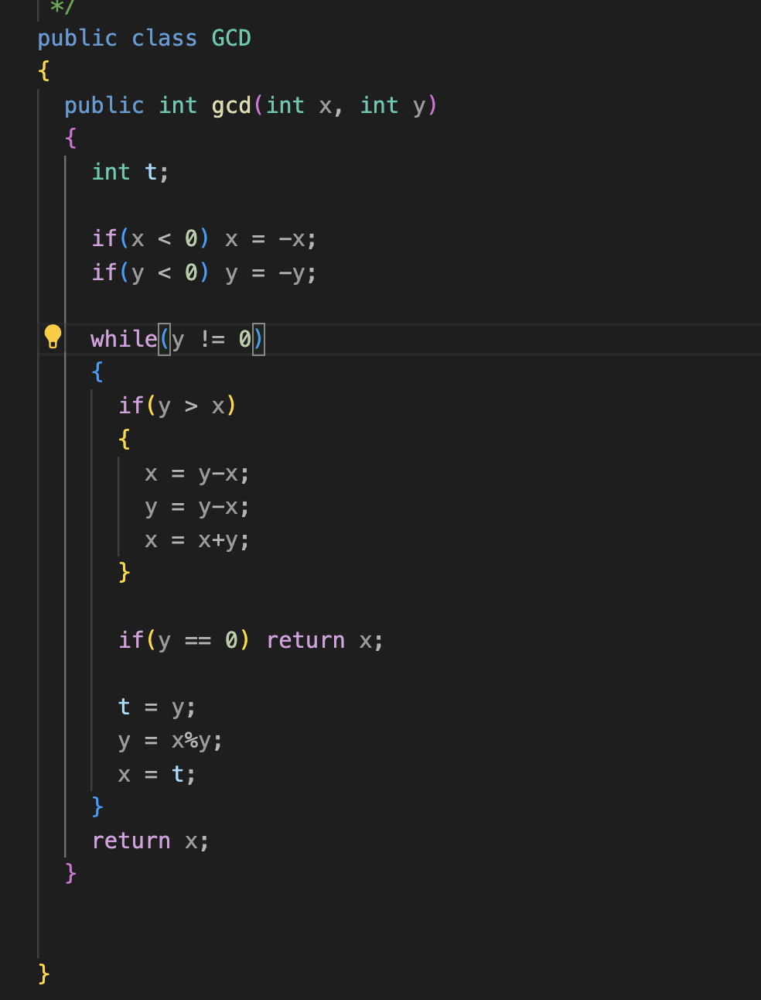 */
public class GCD
{
  public int gcd(int x, int y)
  {
    int t;

    if(x < 0) x = -x;
    if(y < 0) y = -y;

    while(y != 0)
    {
      if(y > x)
      {
        x = y-x;
        y = y-x;
        x = x+y;
      }

      if(y == 0) return x;

      t = y;
      y = x%y;
      x = t;
    }
    return x;
  }

}